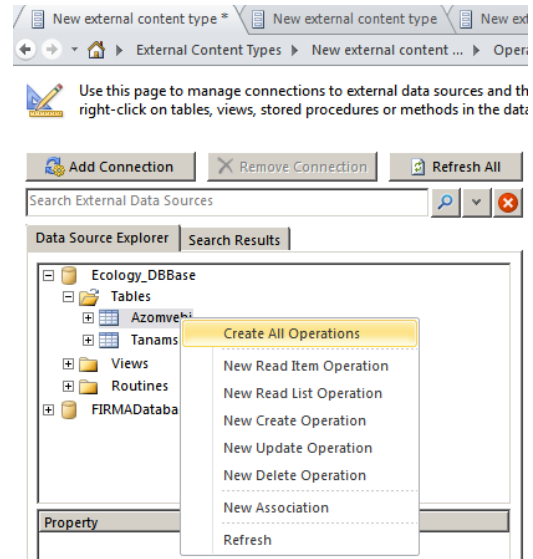 New external content type *
New external content type
New ext
External Content Types
New external content ...
Opera
Use this page to manage connections to external data sources and th
right-click on tables, views, stored procedures or methods in the data
Add Connection
Remove Connection
Refresh All
Search External Data Sources
Data Source Explorer
Search Results
Ecology_DBBase
Tables
Azomvebi
Create All Operations
Tanams
New Read Item Operation
Views
New Read List Operation
Routines
New Create Operation
FIRMADataba
New Update Operation
New Delete Operation
New Association
Property
Refresh